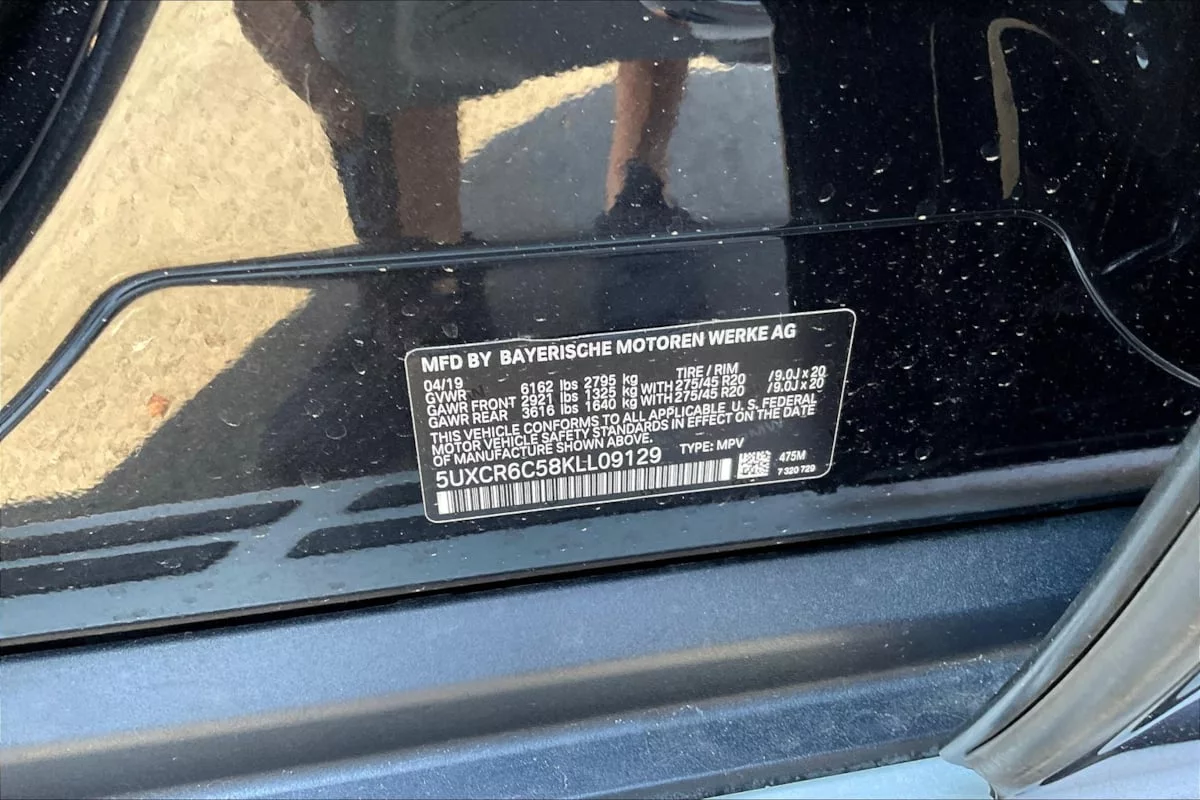 MFD BY BAYERISCHE MOTOREN WERKE AG
04/19 TIRE / RIM
GVWR 6162 lbs 2795 kg
GAWR FRONT 2921 lbs 1325 kg WITH 275/45 R20 /9.0J x 20
GAWR REAR 3616 lbs 1640 kg WITH 275/45 R20 /9.0J x 20
THIS VEHICLE CONFORMS TO ALL APPLICABLE U.S. FEDERAL
MOTOR VEHICLE SAFETY STANDARDS IN EFFECT ON THE DATE
OF MANUFACTURE SHOWN ABOVE. TYPE: MPV
5UXCR6C58KLL09129
475M
7 320 729